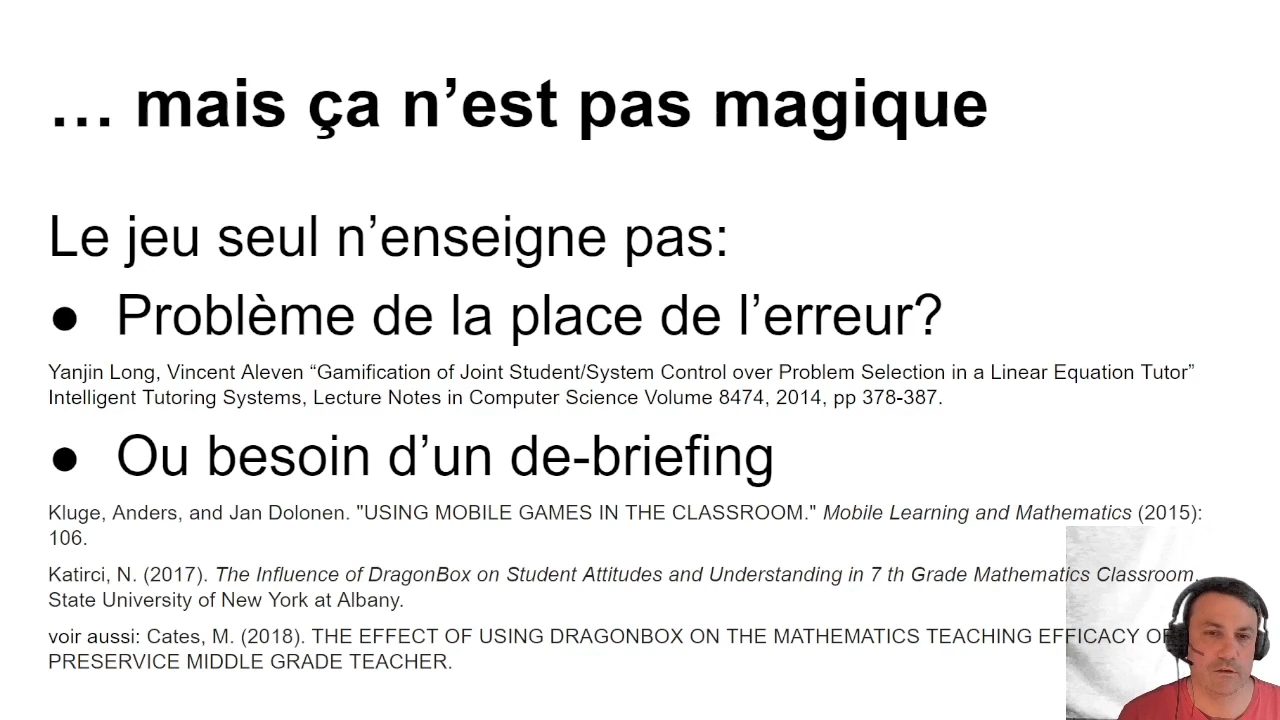 … mais ça n’est pas magique
Le jeu seul n’enseigne pas:
● Problème de la place de l’erreur?
Yanjin Long, Vincent Aleven “Gamification of Joint Student/System Control over Problem Selection in a Linear Equation Tutor”
Intelligent Tutoring Systems, Lecture Notes in Computer Science Volume 8474, 2014, pp 378-387.
● Ou besoin d’un de-briefing
Kluge, Anders, and Jan Dolonen. "USING MOBILE GAMES IN THE CLASSROOM." Mobile Learning and Mathematics (2015):
106.
Katirci, N. (2017). The Influence of DragonBox on Student Attitudes and Understanding in 7 th Grade Mathematics Classroom.
State University of New York at Albany.
voir aussi: Cates, M. (2018). THE EFFECT OF USING DRAGONBOX ON THE MATHEMATICS TEACHING EFFICACY OF
PRESERVICE MIDDLE GRADE TEACHER.